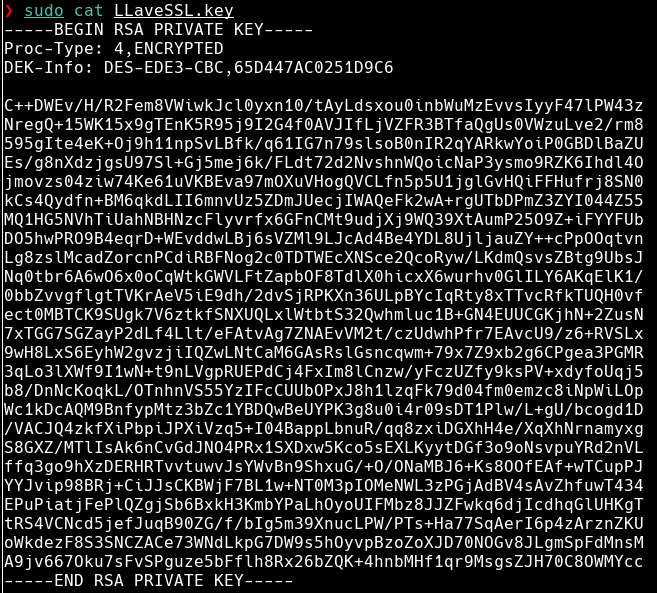 ❯ sudo cat LLaveSSL.key
-----BEGIN RSA PRIVATE KEY-----
Proc-Type: 4,ENCRYPTED
DEK-Info: DES-EDE3-CBC,65D447AC0251D9C6
C++DWEv/H/R2Fem8VWiwkJcl0yxn10/tAyLdsxou0inbWuMzEvvsIyyF47lPW43z
NregQ+15WK15x9gTEnK5R95j9I2G4f0AVJIfLjVZFR3BTfaQgUs0VWzuLve2/rm8
595gIte4eK+Oj9h11npSvLBfk/q61IG7n79slsoB0nIR2qYARkwYoiP0GBDlBaZU
Es/g8nXdzjgsU97Sl+Gj5mej6k/FLdt72d2NvshnWQoicNaP3ysmo9RZK6Ihdl4O
jmovzs04ziw74Ke61uVKBEva97mOXuVHogQVCLfn5p5U1jglGvHQiFFHufrj8SN0
kCs4Qydfn+BM6qkdLII6mnvUz5ZDmJUecjIWAQeFk2wA+rgUTbDPmZ3ZYI044Z55
MQ1HG5NVhTiUahNBHNzcFlyvrfx6GFnCMt9udjXj9WQ39XtAumP25O9Z+iFYYFUb
DO5hwPRO9B4eqrD+WEvddwLBj6sVZMl9LJcAd4Be4YDL8UjljauZY++cPpOOqtvn
Lg8zslMcadZorcnPCdiRBFNog2c0TDTWEcXNSce2QcoRyw/LKdmQsvsZBtg9UbsJ
Nq0tbr6A6wO6x0oCqWtkGWVLFtZapbOF8TdlX0hicxX6wurhv0GlILY6AKqElK1/
0bbZvvgflgtTVKrAeV5iE9dh/2dvSjRPKXn36ULpBYcIqRty8xTTvcRfkTUQH0vf
ect0MBTCK9SUgk7V6ztkfSNXUQLxlWtbtS32Qwhmluc1B+GN4EUUCGKjhN+2ZusN
7xTGG7SGZayP2dLf4Llt/eFAtvAg7ZNAEvVM2t/czUdwhPfr7EAvcU9/z6+RVSLx
9wH8LxS6EyhW2gvzjiIQZwLNtCaM6GAsRslGsncqwm+79x7Z9xb2g6CPgea3PGMR
3qLo3lXWf9I1wN+t9nLVgpRUEPdCj4FxIm8lCnzw/yFczUZfy9ksPV+xdyfoUqj5
b8/DnNcKoqkL/OTnhnVS55YzIFcCUUbOPxJ8h1lzqFk79d04fm0emzc8iNpWiLOp
Wc1kDcAQM9BnfypMtz3bZc1YBDQwBeUYPK3g8u0i4r09sDT1Plw/L+gU/bcogd1D
/VACJQ4zkfXiPbpiJPXiVzq5+I04BappLbnuR/qq8zxiDGXhH4e/XqXhNrnamyxg
S8GXZ/MTlIsAk6nCvGdJNO4PRx1SXDxw5Kco5sEXLKyytDGf3o9oNsvpuYRd2nVL
ffq3go9hXzDERHRTvvtuwvJsYWvBn9ShxuG/+O/ONaMBJ6+Ks8OOfEAf+wTCupPJ
YYJvip98BRj+CiJJsCKBWjF7BL1w+NT0M3pIOMeNWL3zPGjAdBV4sAvZhfuwT434
EPuPiatjFePlQZgjSb6BxkH3KmbYPaLhOyoUIFMbz8JJZFwkq6djIcdhqGlUHKgT
tRS4VCNcd5jefJuqB90ZG/f/bIg5m39XnucLPW/PTs+Ha77SqAerI6p4zArznZKU
oWkdezF8S3SNCZACe73WNdLkpG7DW9s5hOyvpBzoZoXJD70NOGv8JLgmSpFdMnsM
A9jv667Oku7sFvSPguze5bFflh8Rx26bZQK+4hnbMHf1qr9MsgsZJH70C8OWMYcc
-----END RSA PRIVATE KEY-----